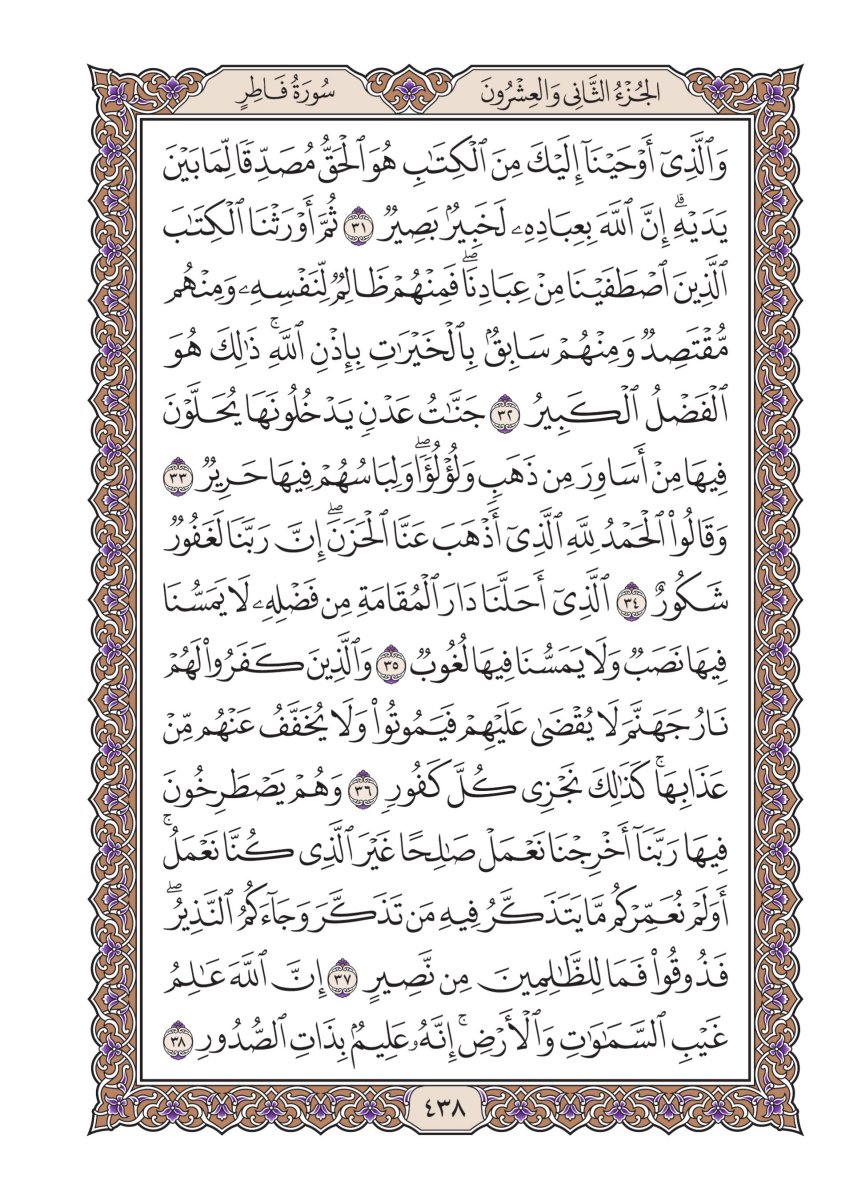 الجُزْءُ الثَّانِي وَالعِشْرُونَ
سُورَةُ فَاطِرٍ
وَٱلَّذِىٓ أَوْحَيْنَآ إِلَيْكَ مِنَ ٱلْكِتَٰبِ هُوَ ٱلْحَقُّ مُصَدِّقًا لِّمَا بَيْنَ
يَدَيْهِۗ إِنَّ ٱللَّهَ بِعِبَادِهِۦ لَخَبِيرٌۢ بَصِيرٌ ٣١ ثُمَّ أَوْرَثْنَا ٱلْكِتَٰبَ
ٱلَّذِينَ ٱصْطَفَيْنَا مِنْ عِبَادِنَاۖ فَمِنْهُمْ ظَالِمٌ لِّنَفْسِهِۦ وَمِنْهُم
مُّقْتَصِدٌ وَمِنْهُمْ سَابِقٌۢ بِٱلْخَيْرَٰتِ بِإِذْنِ ٱللَّهِۚ ذَٰلِكَ هُوَ
ٱلْفَضْلُ ٱلْكَبِيرُ ٣٢ جَنَّٰتُ عَدْنٍ يَدْخُلُونَهَا يُحَلَّوْنَ
فِيهَا مِنْ أَسَاوِرَ مِن ذَهَبٍ وَلُؤْلُؤًاۖ وَلِبَاسُهُمْ فِيهَا حَرِيرٌ ٣٣
وَقَالُوا۟ ٱلْحَمْدُ لِلَّهِ ٱلَّذِىٓ أَذْهَبَ عَنَّا ٱلْحَزَنَۖ إِنَّ رَبَّنَا لَغَفُورٌ
شَكُورٌ ٣٤ ٱلَّذِىٓ أَحَلَّنَا دَارَ ٱلْمُقَامَةِ مِن فَضْلِهِۦ لَا يَمَسُّنَا
فِيهَا نَصَبٌ وَلَا يَمَسُّنَا فِيهَا لُغُوبٌ ٣٥ وَٱلَّذِينَ كَفَرُوا۟ لَهُمْ
نَارُ جَهَنَّمَ لَا يُقْضَىٰ عَلَيْهِمْ فَيَمُوتُوا۟ وَلَا يُخَفَّفُ عَنْهُم مِّنْ
عَذَابِهَاۚ كَذَٰلِكَ نَجْزِى كُلَّ كَفُورٍ ٣٦ وَهُمْ يَصْطَرِخُونَ
فِيهَا رَبَّنَآ أَخْرِجْنَا نَعْمَلْ صَٰلِحًا غَيْرَ ٱلَّذِى كُنَّا نَعْمَلُۚ
أَوَلَمْ نُعَمِّرْكُم مَّا يَتَذَكَّرُ فِيهِ مَن تَذَكَّرَ وَجَآءَكُمُ ٱلنَّذِيرُۖ
فَذُوقُوا۟ فَمَا لِلظَّٰلِمِينَ مِن نَّصِيرٍ ٣٧ إِنَّ ٱللَّهَ عَٰلِمُ
غَيْبِ ٱلسَّمَٰوَٰتِ وَٱلْأَرْضِۚ إِنَّهُۥ عَلِيمٌۢ بِذَاتِ ٱلصُّدُورِ ٣٨
٤٣٨